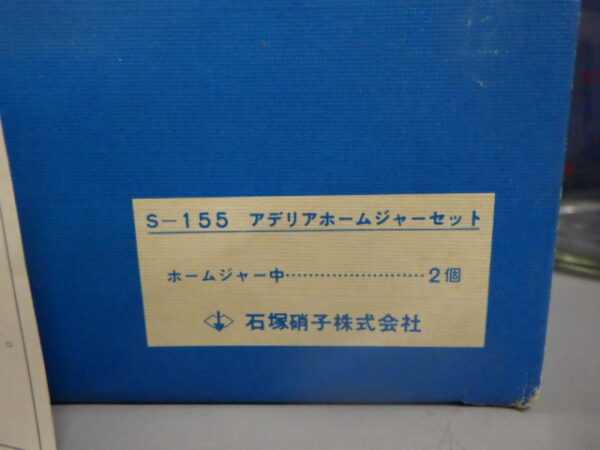 S-155 アデリアホームジャーセット
ホームジャー中……………………2個
石塚硝子株式会社